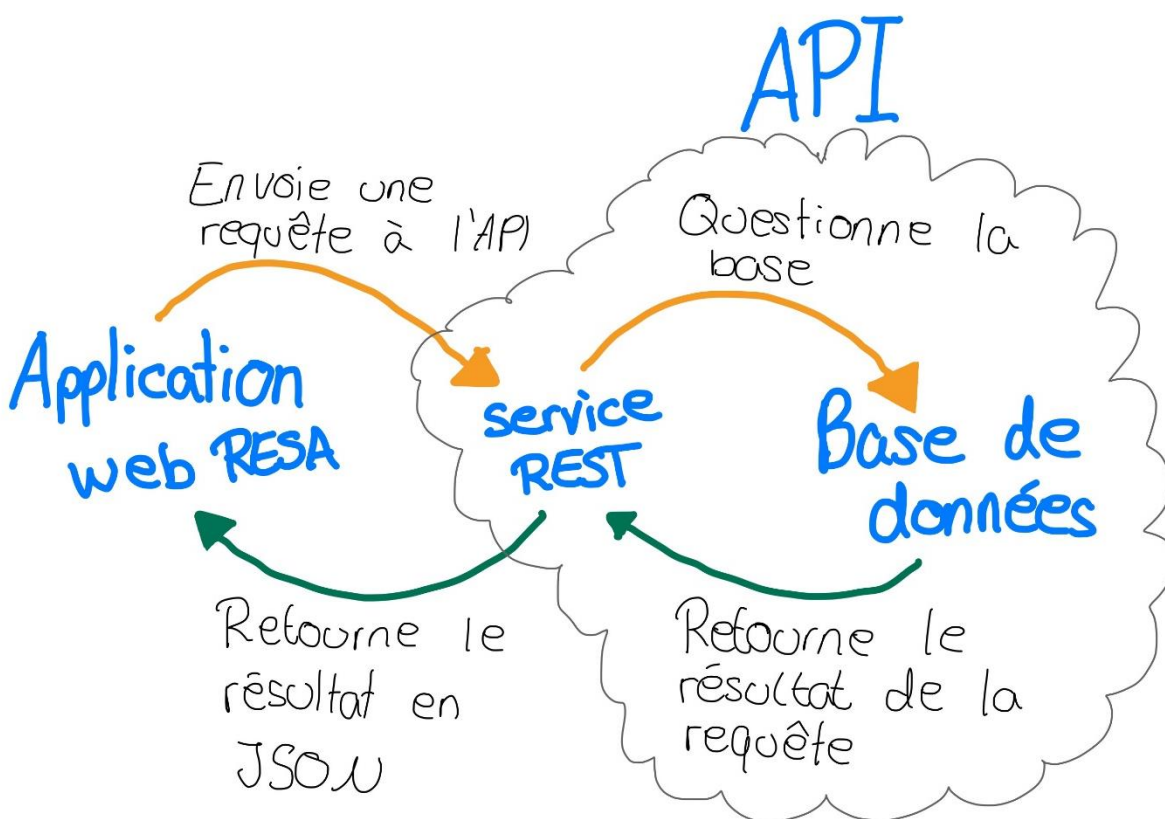 API
Envoie une
requête à l'API
Questionne la
base
Application
web RESA
service
REST
Base de
données
Retourne le
résultat en
JSON
Retourne le
résultat de la
requête